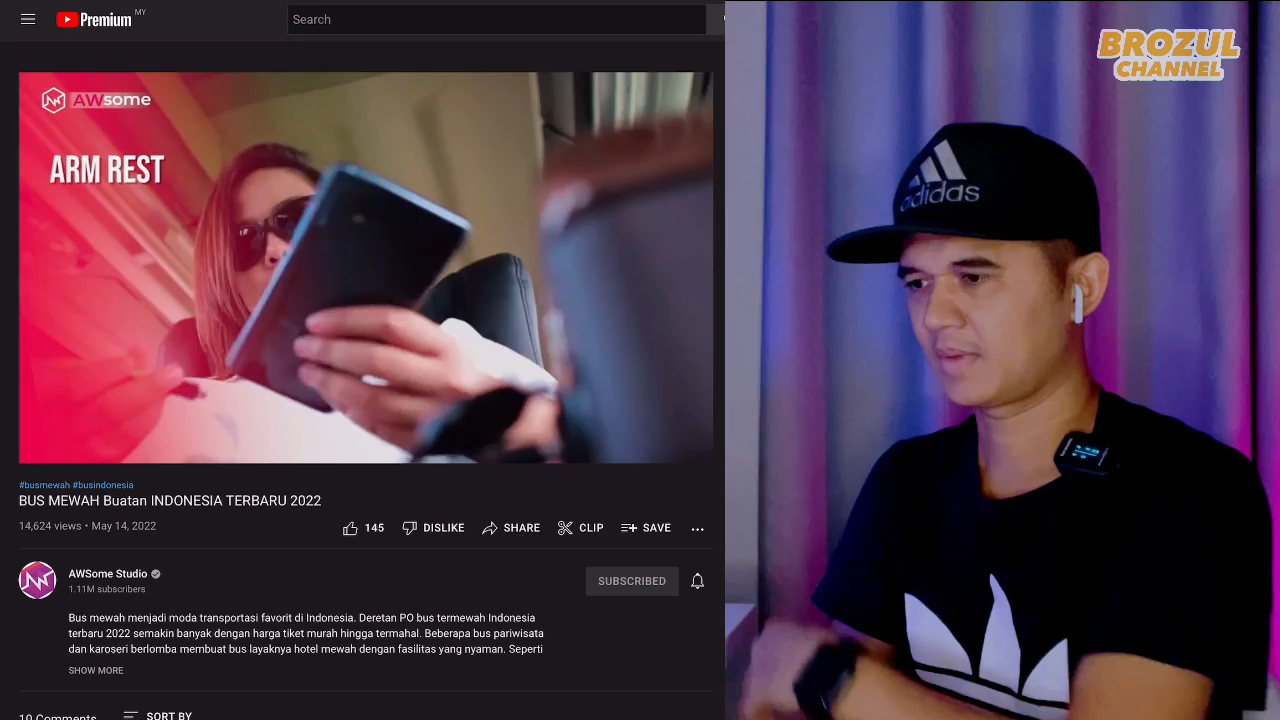 Premium MY
Search
BROZUL
CHANNEL
AWsome
ARM REST
adidas
#busmewah #busindonesia
BUS MEWAH Buatan INDONESIA TERBARU 2022
14,624 views • May 14, 2022
145
DISLIKE
SHARE
CLIP
SAVE
AWSome Studio
1.11M subscribers
SUBSCRIBED
Bus mewah menjadi moda transportasi favorit di Indonesia. Deretan PO bus termewah Indonesia
terbaru 2022 semakin banyak dengan harga tiket murah hingga termahal. Beberapa bus pariwisata
dan karoseri berlomba membuat bus layaknya hotel mewah dengan fasilitas yang nyaman. Seperti
SHOW MORE
10 Comments
SORT BY